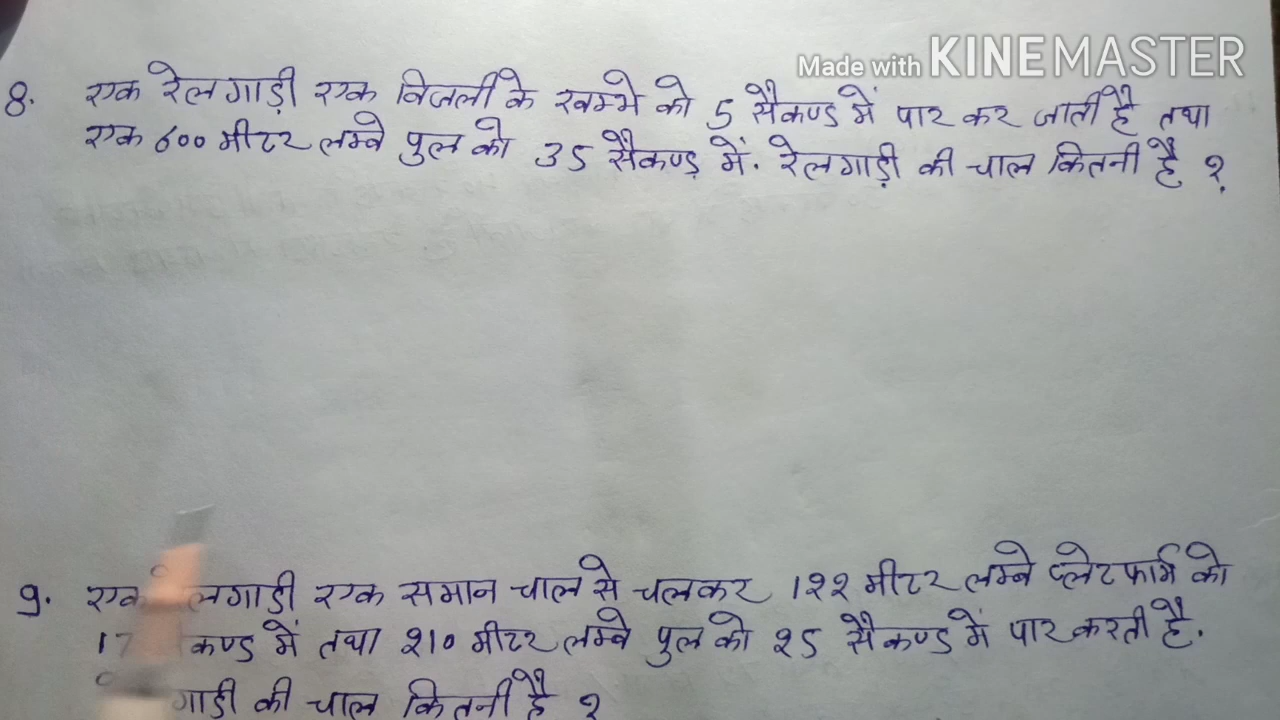 Made with KINEMASTER
8. एक रेलगाड़ी एक बिजली के खम्भे को 5 सैकण्ड में पार कर जाती है तथा
एक 600 मीटर लम्बे पुल को 35 सैकण्ड में. रेलगाड़ी की चाल कितनी है ?
9. एक लगाड़ी एक समान चाल से चलकर 122 मीटर लम्बे प्लेटफार्म को
17 कण्ड में तथा 210 मीटर लम्बे पुल को 25 सैकण्ड में पार करती है.
गाड़ी की चाल कितनी है ?